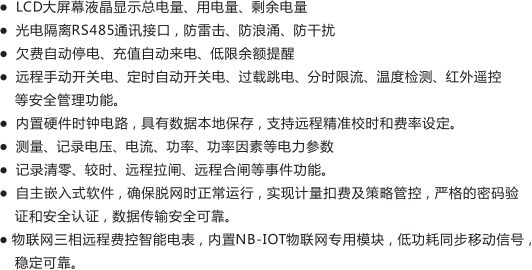 ● LCD大屏幕液晶显示总电量、用电量、剩余电量
● 光电隔离RS485通讯接口，防雷击、防浪涌、防干扰
● 欠费自动停电、充值自动来电、低限余额提醒
● 远程手动开关电、定时自动开关电、过载跳电、分时限流、温度检测、红外遥控
等安全管理功能。
● 内置硬件时钟电路，具有数据本地保存，支持远程精准校时和费率设定。
● 测量、记录电压、电流、功率、功率因素等电力参数
● 记录清零、较时、远程拉闸、远程合闸等事件功能。
● 自主嵌入式软件，确保脱网时正常运行，实现计量扣费及策略管控，严格的密码验
证和安全认证，数据传输安全可靠。
● 物联网三相远程费控智能电表，内置NB-IOT物联网专用模块，低功耗同步移动信号，
稳定可靠。